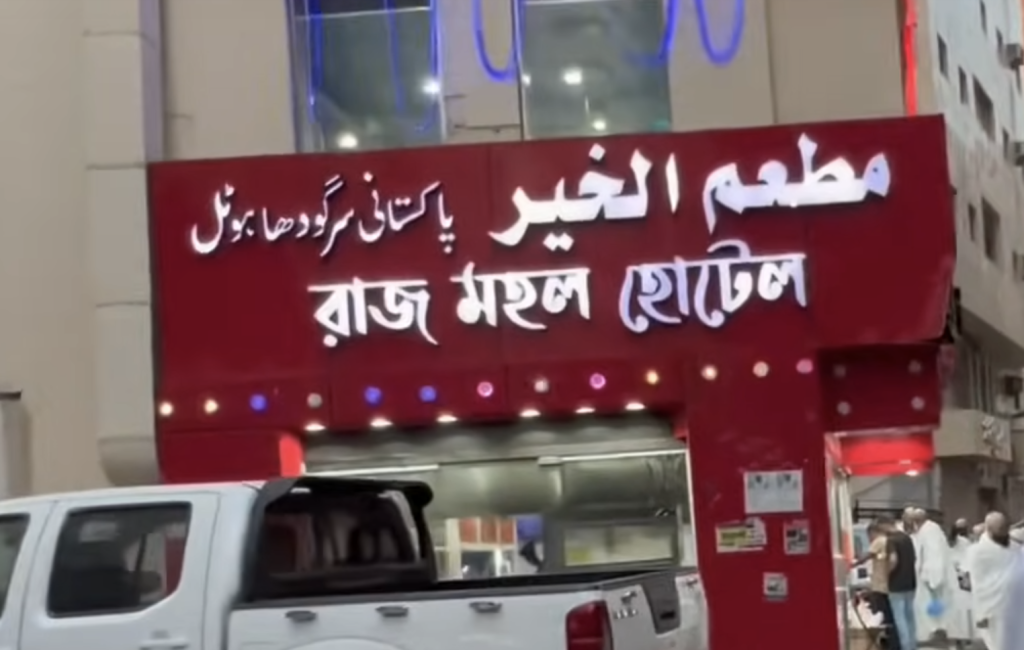 مطعم الخير پاکستانی سرگودھا ہوٹل
রাজ মহল হোটেল